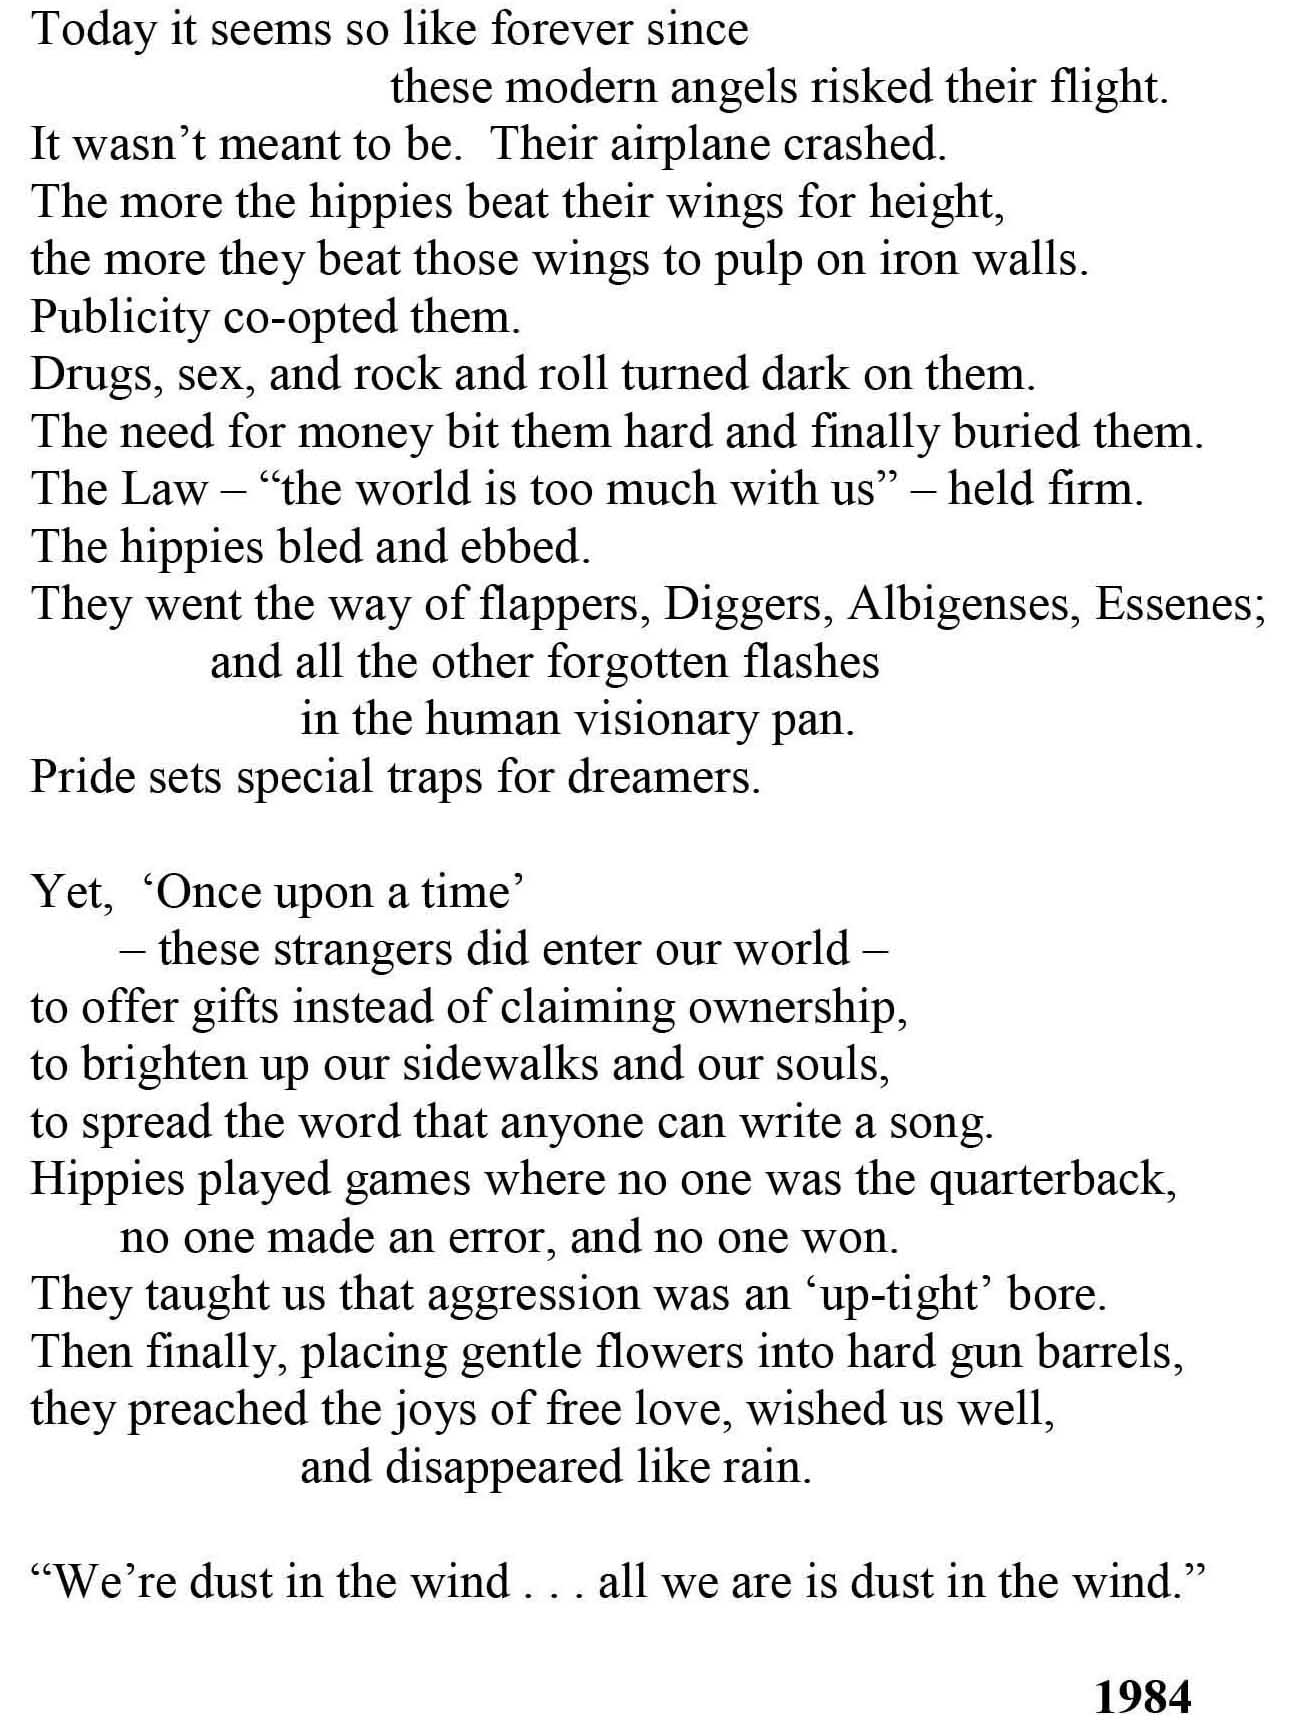 Today it seems so like forever since
these modern angels risked their flight.
It wasn’t meant to be.  Their airplane crashed.
The more the hippies beat their wings for height,
the more they beat those wings to pulp on iron walls.
Publicity co-opted them.
Drugs, sex, and rock and roll turned dark on them.
The need for money bit them hard and finally buried them.
The Law – “the world is too much with us” – held firm.
The hippies bled and ebbed.
They went the way of flappers, Diggers, Albigenses, Essenes;
and all the other forgotten flashes
in the human visionary pan.
Pride sets special traps for dreamers.
Yet,  ‘Once upon a time’
– these strangers did enter our world –
to offer gifts instead of claiming ownership,
to brighten up our sidewalks and our souls,
to spread the word that anyone can write a song.
Hippies played games where no one was the quarterback,
no one made an error, and no one won.
They taught us that aggression was an ‘up-tight’ bore.
Then finally, placing gentle flowers into hard gun barrels,
they preached the joys of free love, wished us well,
and disappeared like rain.
“We’re dust in the wind . . . all we are is dust in the wind.”
1984